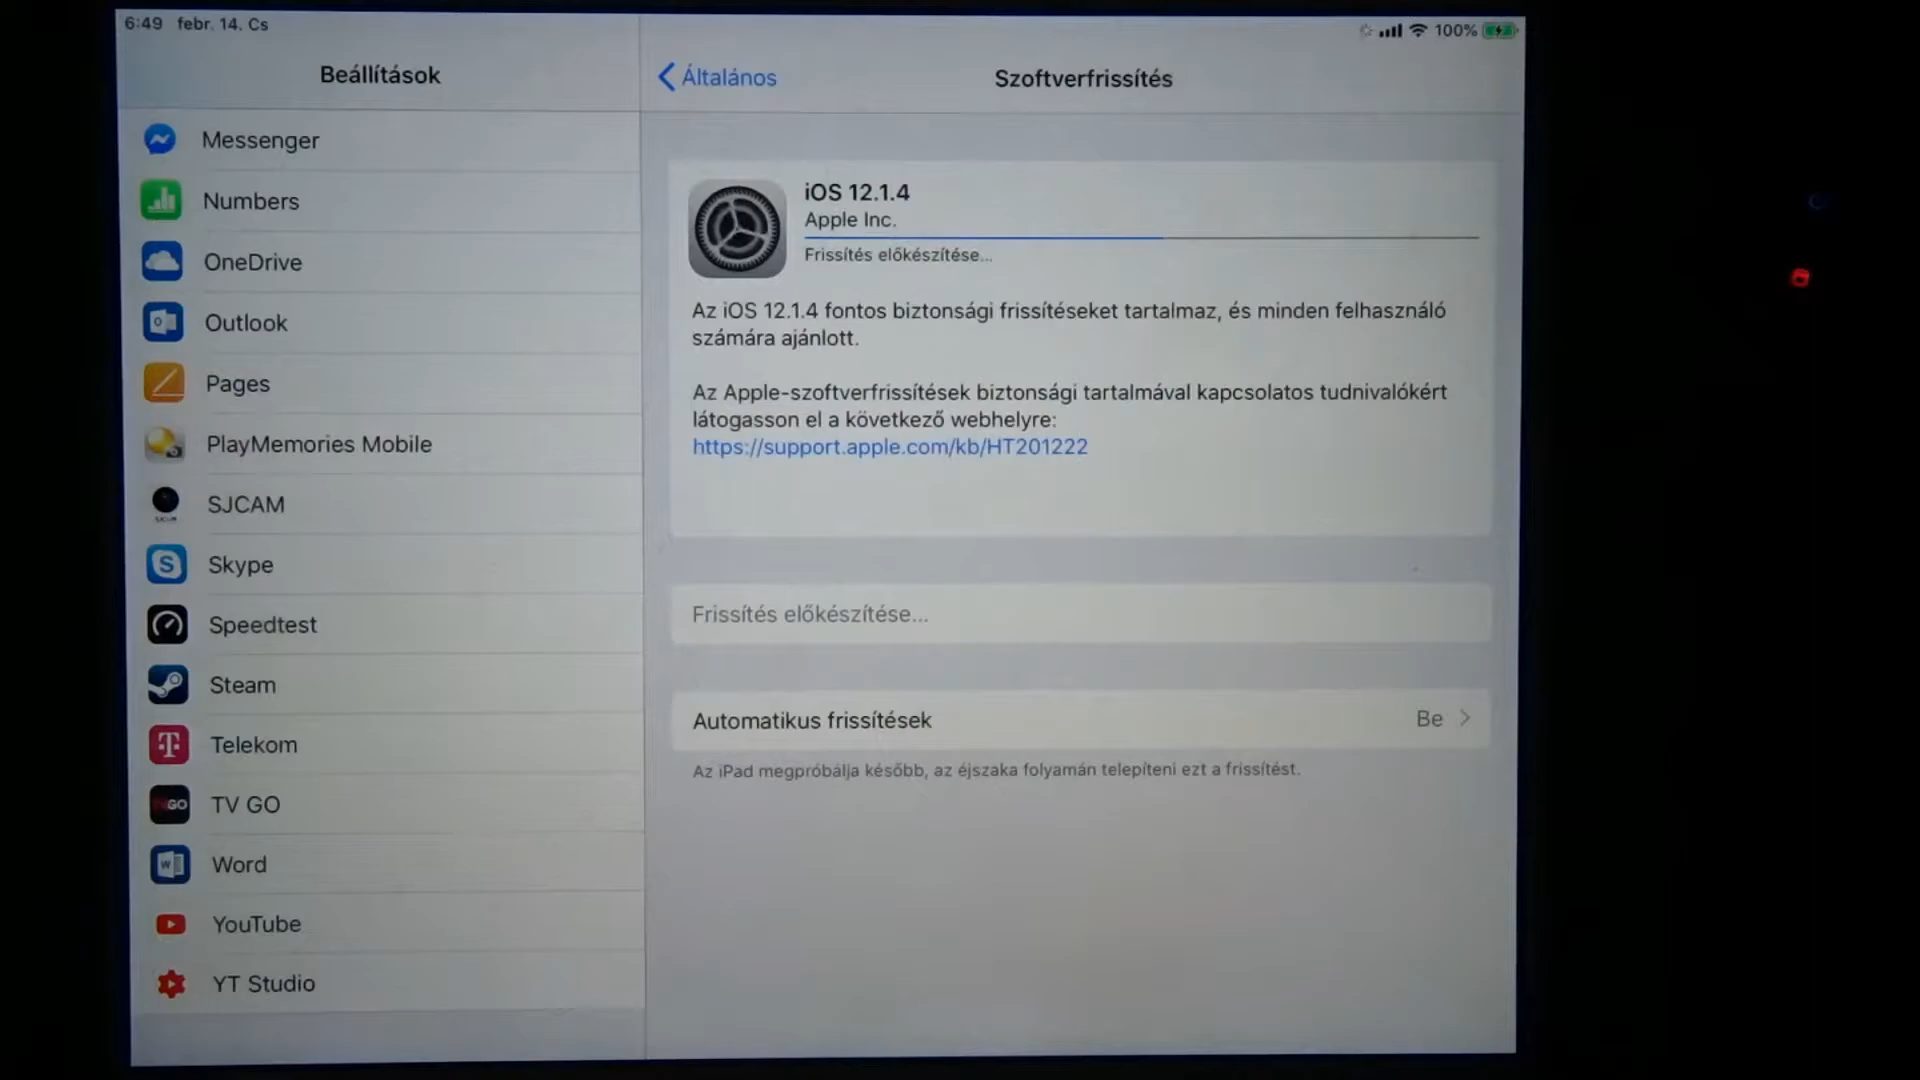 6:49 febr. 14. Cs
100%
Beállítások
Általános
Szoftverfrissítés
Messenger
Numbers
OneDrive
Outlook
Pages
PlayMemories Mobile
SJCAM
Skype
Speedtest
Steam
Telekom
TV GO
Word
YouTube
YT Studio
iOS 12.1.4
Apple Inc.
Frissítés előkészítése...
Az iOS 12.1.4 fontos biztonsági frissítéseket tartalmaz, és minden felhasználó
számára ajánlott.
Az Apple-szoftverfrissítések biztonsági tartalmával kapcsolatos tudnivalókért
látogasson el a következő webhelyre:
https://support.apple.com/kb/HT201222
Frissítés előkészítése...
Automatikus frissítések
Be
Az iPad megpróbálja később, az éjszaka folyamán telepíteni ezt a frissítést.